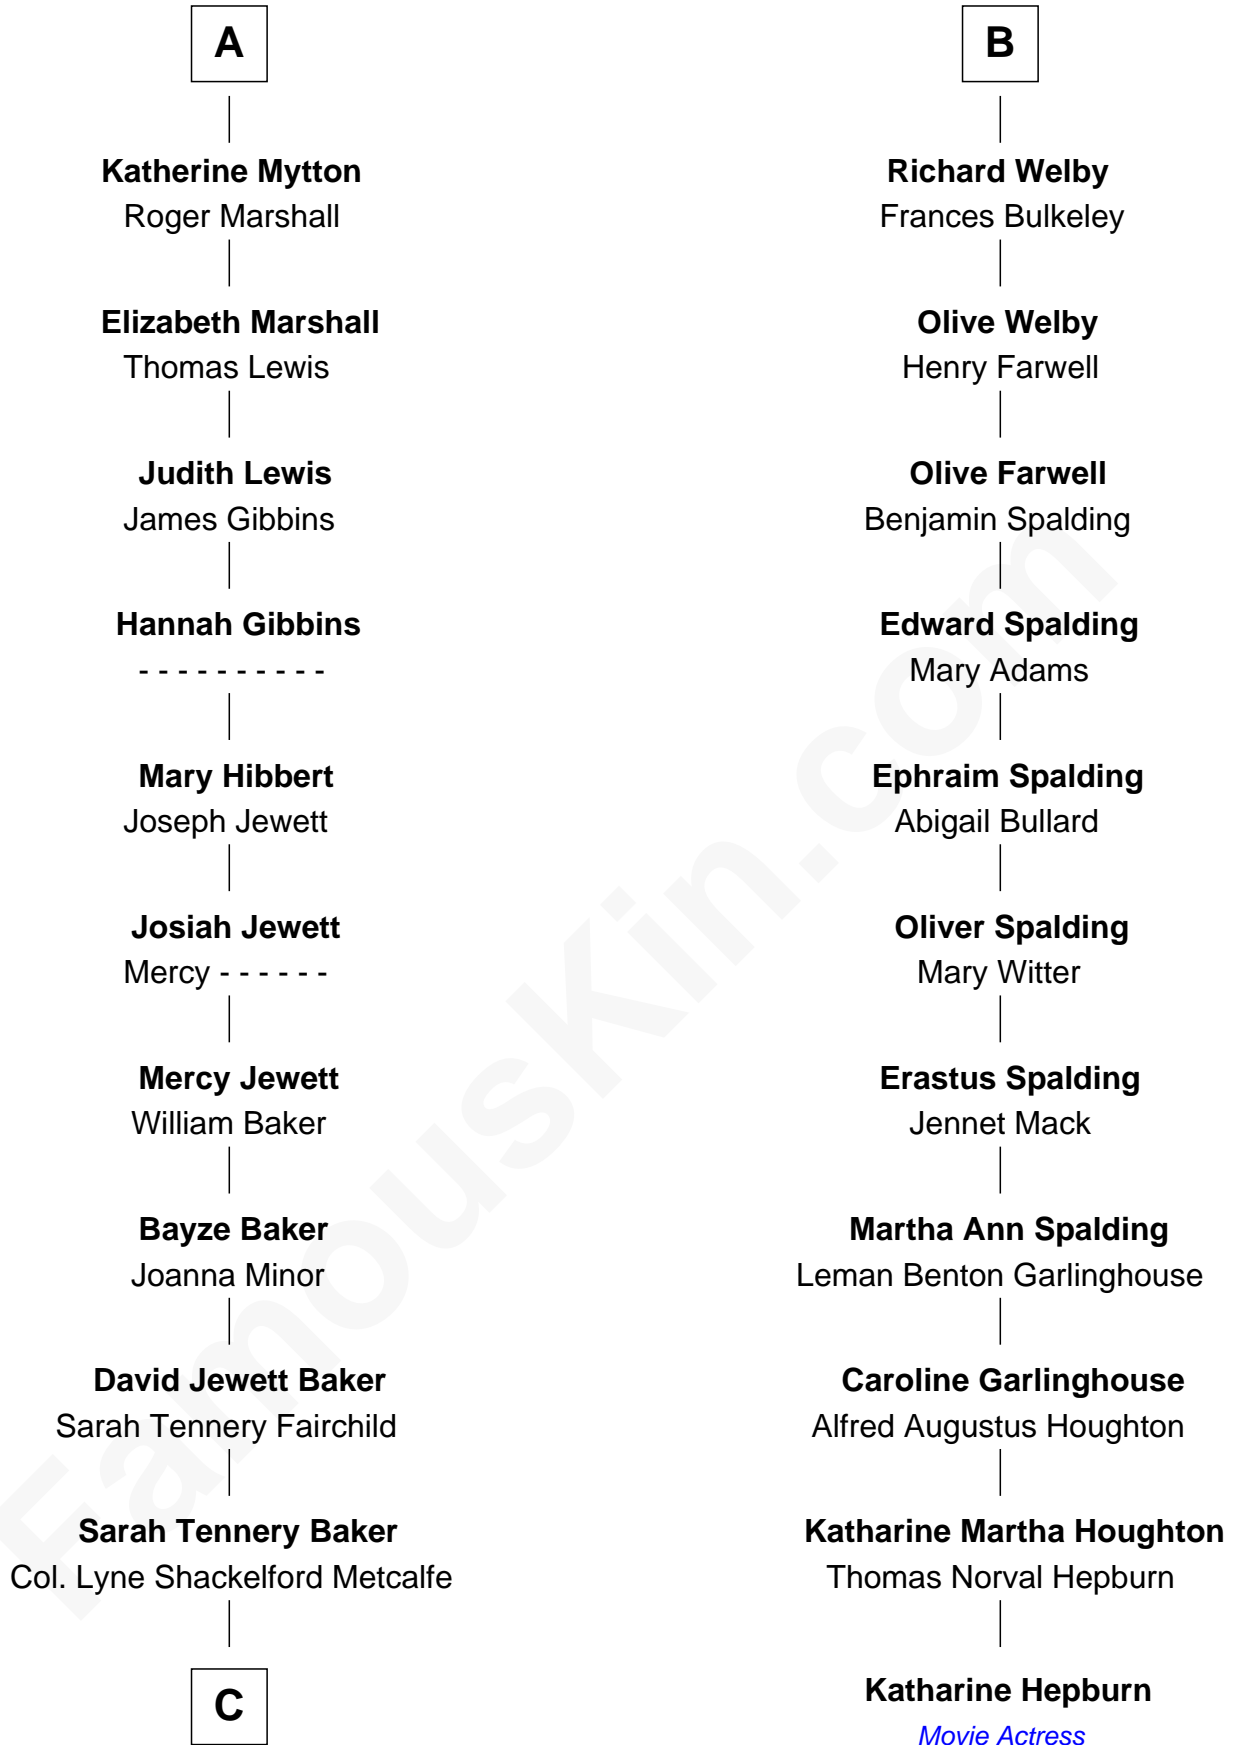 A
Katherine Mytton
Roger Marshall
Elizabeth Marshall
Thomas Lewis
Judith Lewis
James Gibbins
Hannah Gibbins
- - - - - - - - - -
Mary Hibbert
Joseph Jewett
Josiah Jewett
Mercy - - - - - -
Mercy Jewett
William Baker
Bayze Baker
Joanna Minor
David Jewett Baker
Sarah Tennery Fairchild
Sarah Tennery Baker
Col. Lyne Shackelford Metcalfe
C
B
Richard Welby
Frances Bulkeley
Olive Welby
Henry Farwell
Olive Farwell
Benjamin Spalding
Edward Spalding
Mary Adams
Ephraim Spalding
Abigail Bullard
Oliver Spalding
Mary Witter
Erastus Spalding
Jennet Mack
Martha Ann Spalding
Leman Benton Garlinghouse
Caroline Garlinghouse
Alfred Augustus Houghton
Katharine Martha Houghton
Thomas Norval Hepburn
Katharine Hepburn
Movie Actress
FamousKin.com